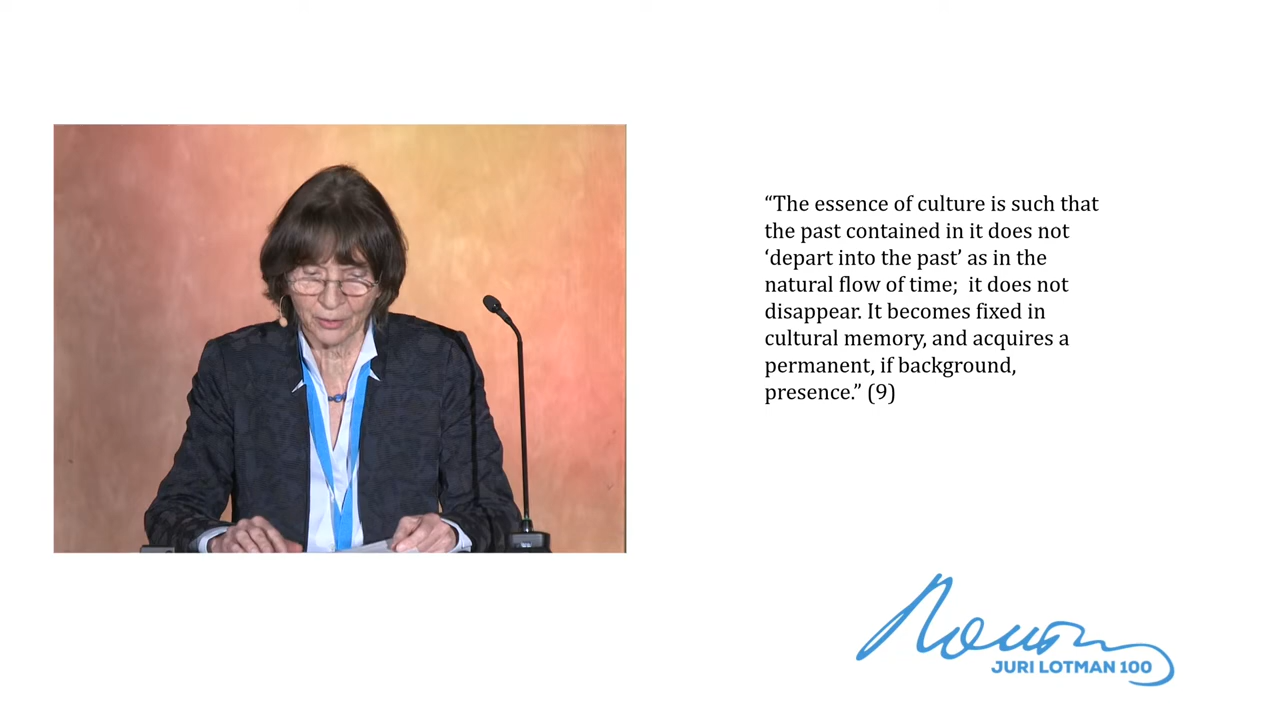 “The essence of culture is such that
the past contained in it does not
‘depart into the past’ as in the
natural flow of time;  it does not
disappear. It becomes fixed in
cultural memory, and acquires a
permanent, if background,
presence.” (9)
Лотман
JURI LOTMAN 100